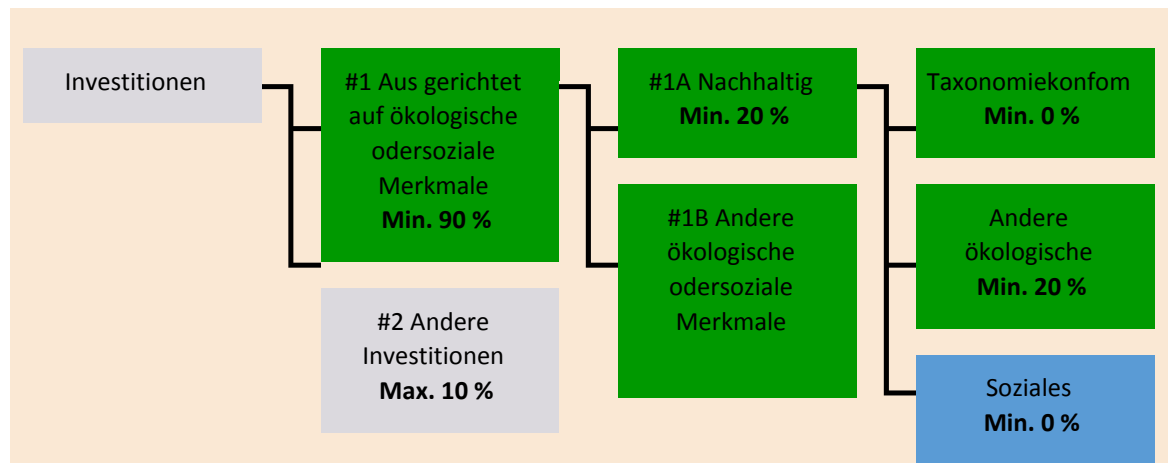 Investitionen
#1 Aus gerichtet
auf ökologische
odersoziale
Merkmale
Min. 90 %
#2 Andere
Investitionen
Max. 10 %
#1A Nachhaltig
Min. 20 %
#1B Andere
ökologische
odersoziale
Merkmale
Taxonomiekonfom
Min. 0 %
Andere
ökologische
Min. 20 %
Soziales
Min. 0 %